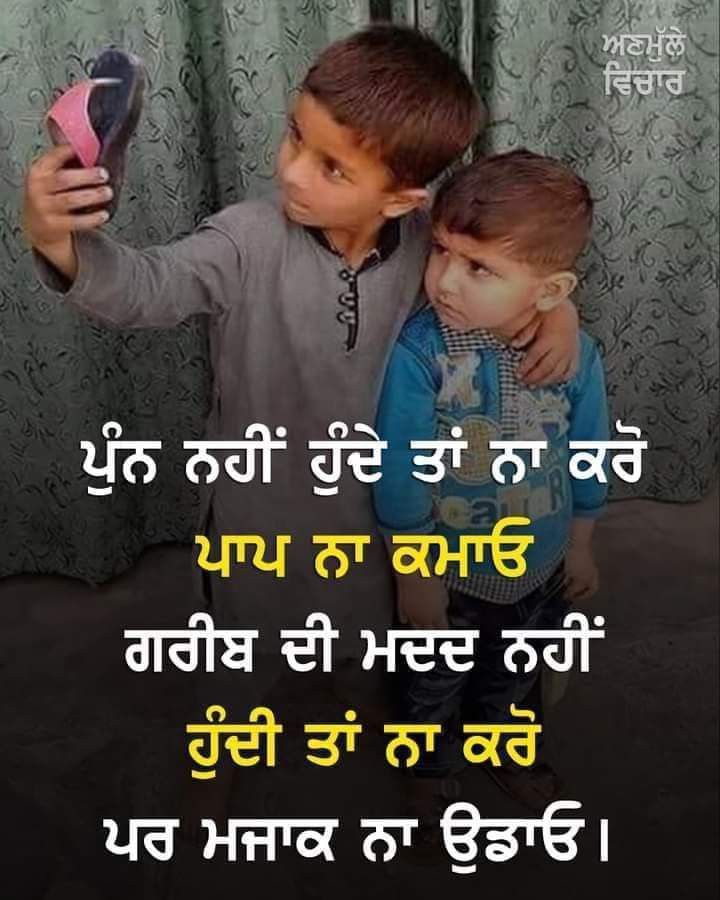 ਅਣਮੁੱਲੇ
ਵਿਚਾਰ
ਪੁੰਨ ਨਹੀਂ ਹੁੰਦੇ ਤਾਂ ਨਾ ਕਰੋ
ਪਾਪ ਨਾ ਕਮਾਓ
ਗਰੀਬ ਦੀ ਮਦਦ ਨਹੀਂ
ਹੁੰਦੀ ਤਾਂ ਨਾ ਕਰੋ
ਪਰ ਮਜਾਕ ਨਾ ਉਡਾਓ।